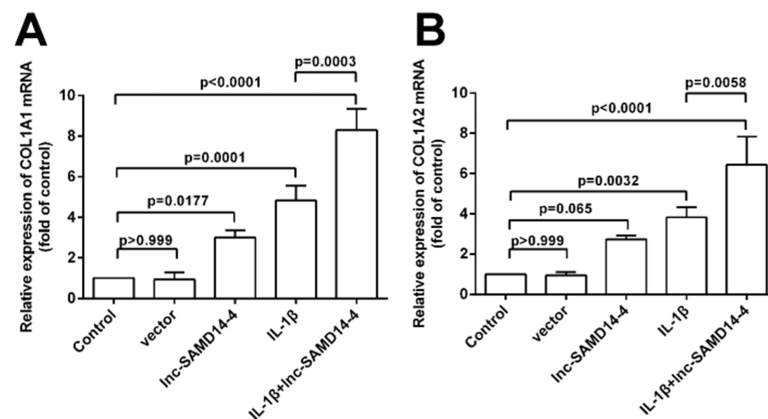 A
Relative expression of COL1A1 mRNA
(fold of control)
10
8
6
4
2
0
p=0.0003
p<0.0001
p=0.0001
p=0.0177
p>0.999
Control
vector
lnc-SAMD14-4
IL-1β
IL-1β+lnc-SAMD14-4
B
Relative expression of COL1A2 mRNA
(fold of control)
10
8
6
4
2
0
p=0.0058
p<0.0001
p=0.0032
p=0.065
p>0.999
Control
vector
lnc-SAMD14-4
IL-1β
IL-1β+lnc-SAMD14-4